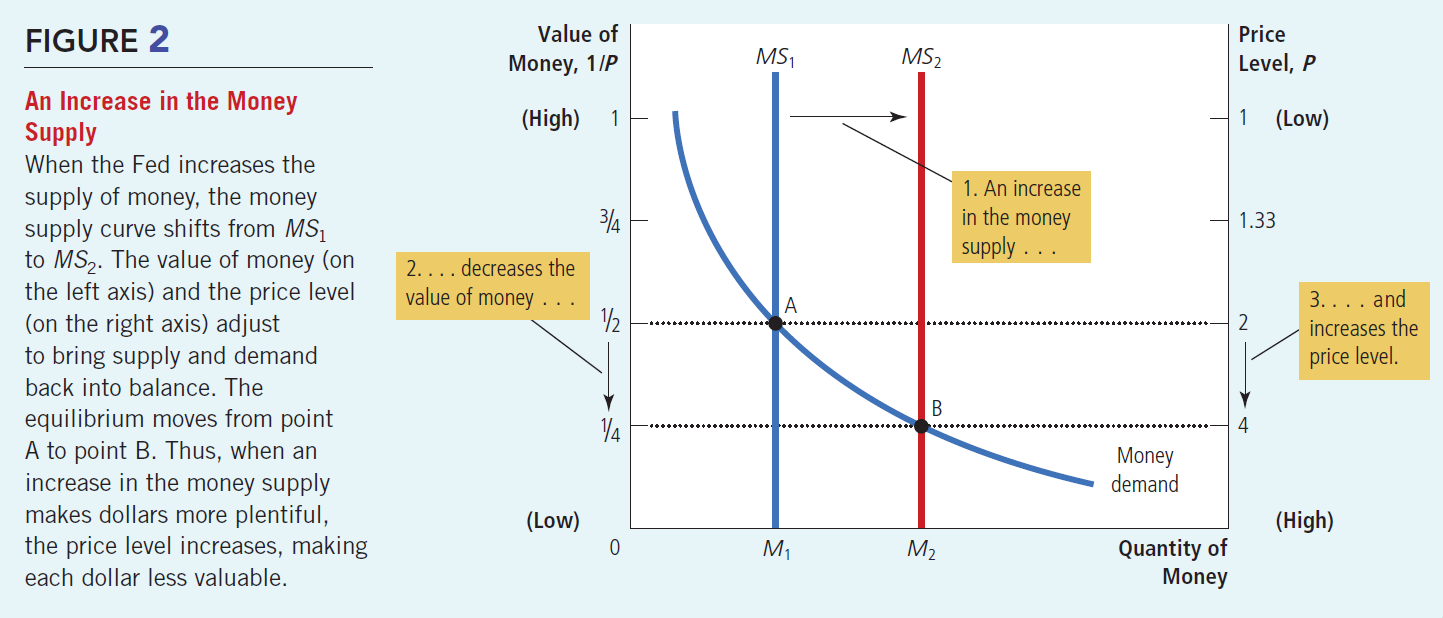 FIGURE 2
An Increase in the Money
Supply
When the Fed increases the
supply of money, the money
supply curve shifts from MS₁
to MS₂. The value of money (on
the left axis) and the price level
(on the right axis) adjust
to bring supply and demand
back into balance. The
equilibrium moves from point
A to point B. Thus, when an
increase in the money supply
makes dollars more plentiful,
the price level increases, making
each dollar less valuable.
Value of
Money, 1/P
Price
Level, P
MS₁
MS₂
(High)
1
1
(Low)
1. An increase
in the money
supply . . .
3/4
1.33
2. . . . decreases the
value of money . . .
A
1/2
2
3. . . . and
increases the
price level.
B
1/4
4
Money
demand
(Low)
(High)
0
M₁
M₂
Quantity of
Money